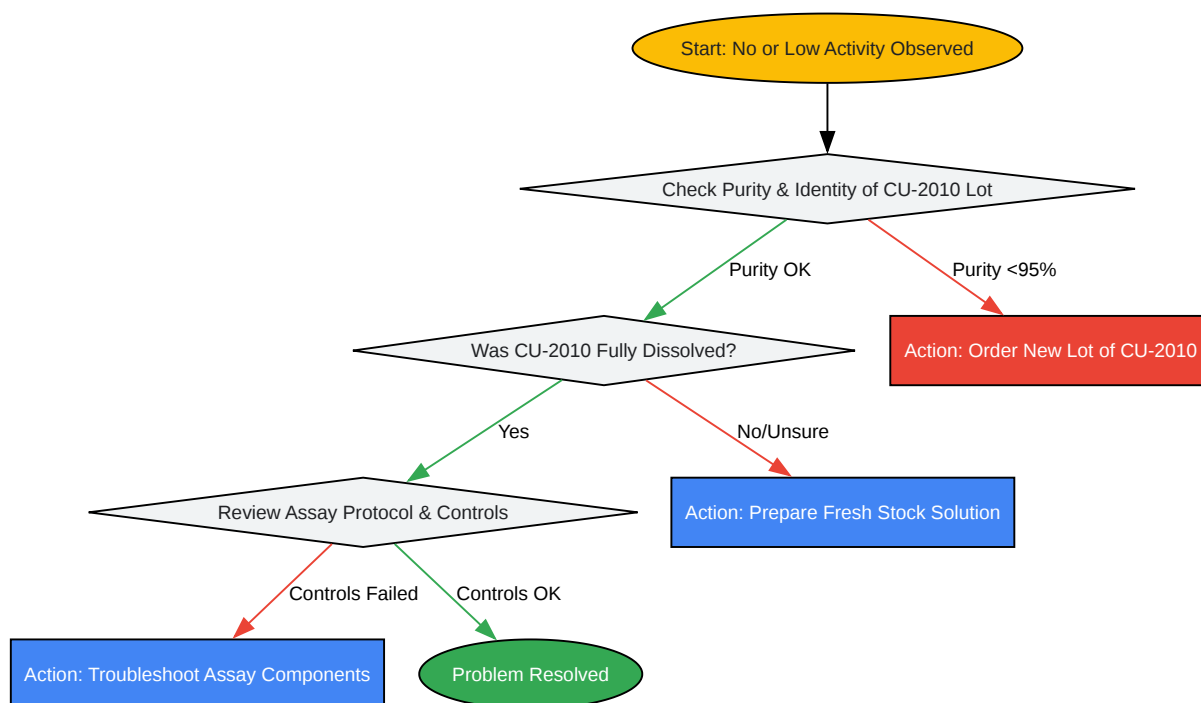 Start: No or Low Activity Observed
Check Purity & Identity of CU-2010 Lot
Purity OK
Purity <95%
Was CU-2010 Fully Dissolved?
Action: Order New Lot of CU-2010
Yes
No/Unsure
Review Assay Protocol & Controls
Action: Prepare Fresh Stock Solution
Controls Failed
Controls OK
Action: Troubleshoot Assay Components
Problem Resolved